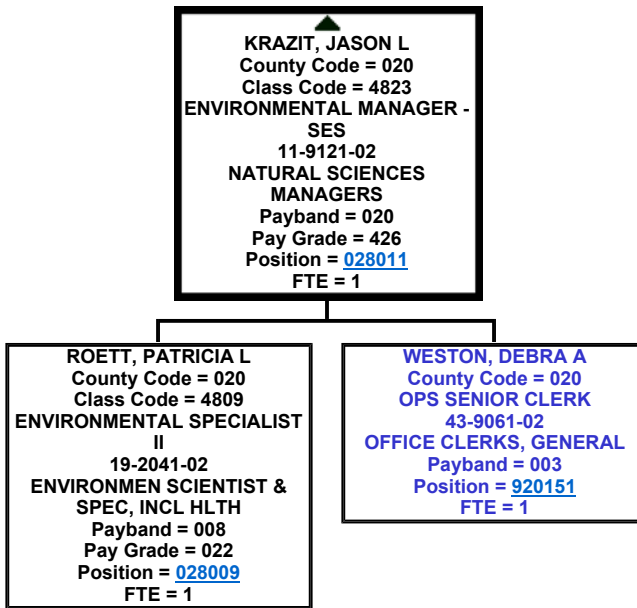 KRAZIT, JASON L
County Code = 020
Class Code = 4823
ENVIRONMENTAL MANAGER -
SES
11-9121-02
NATURAL SCIENCES
MANAGERS
Payband = 020
Pay Grade = 426
Position = 028011
FTE = 1
ROETT, PATRICIA L
County Code = 020
Class Code = 4809
ENVIRONMENTAL SPECIALIST
II
19-2041-02
ENVIRONMEN SCIENTIST &
SPEC, INCL HLTH
Payband = 008
Pay Grade = 022
Position = 028009
FTE = 1
WESTON, DEBRA A
County Code = 020
OPS SENIOR CLERK
43-9061-02
OFFICE CLERKS, GENERAL
Payband = 003
Position = 920151
FTE = 1